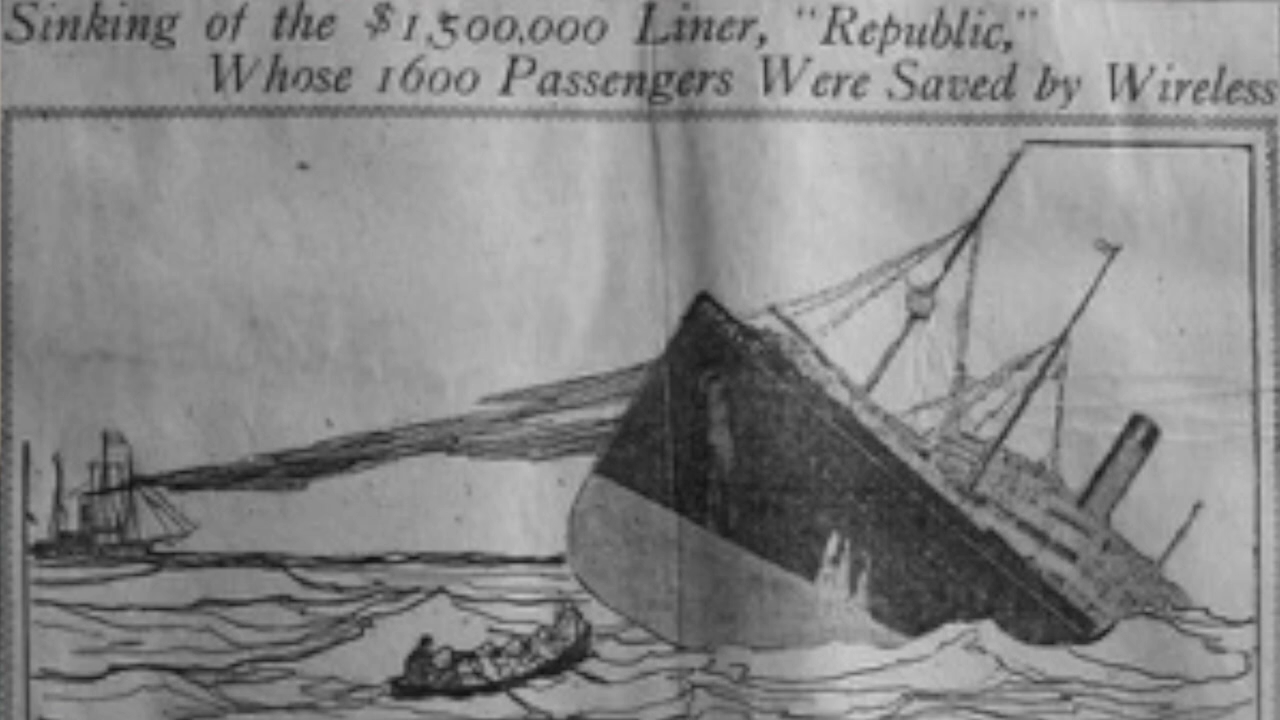 Sinking of the $1,500,000 Liner, "Republic,"
Whose 1600 Passengers Were Saved by Wireless